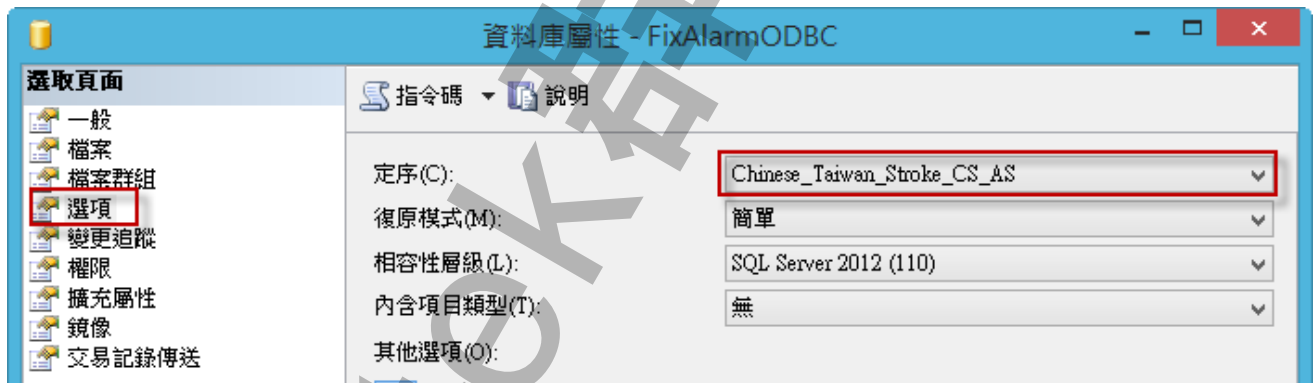 資料庫屬性 - FixAlarmODBC
選取頁面
一般
檔案
檔案群組
選項
變更追蹤
權限
擴充屬性
鏡像
交易記錄傳送
指令碼
說明
定序(C):
Chinese_Taiwan_Stroke_CS_AS
復原模式(M):
簡單
相容性層級(L):
SQL Server 2012 (110)
內含項目類型(T):
無
其他選項(O):